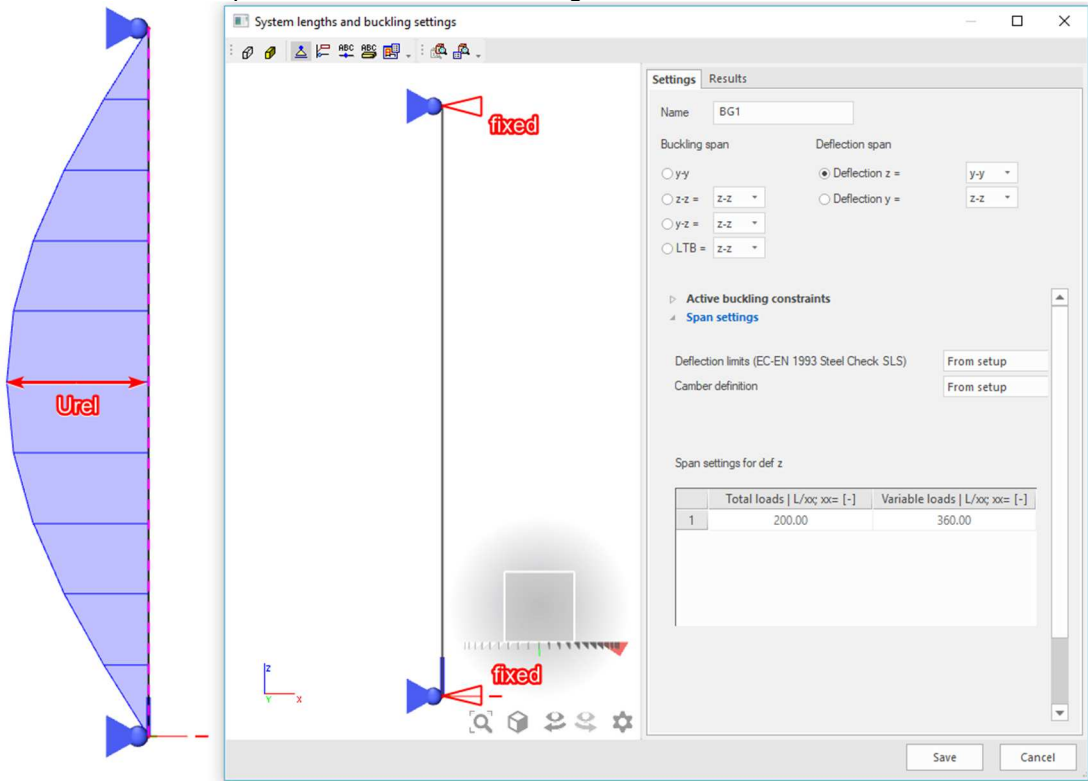 System lengths and buckling settings
ABC
ABC
Settings Results
Name BG1
Buckling span Deflection span
y-y Deflection z = y-y
z-z = z-z Deflection y = z-z
y-z = z-z
LTB = z-z
Active buckling constraints
Span settings
Deflection limits (EC-EN 1993 Steel Check SLS) From setup
Camber definition From setup
Span settings for def z
Total loads | L/xx; xx= [-] Variable loads | L/xx; xx= [-]
1 200.00 360.00
fixed
Urel
fixed
z
Y X
Save Cancel